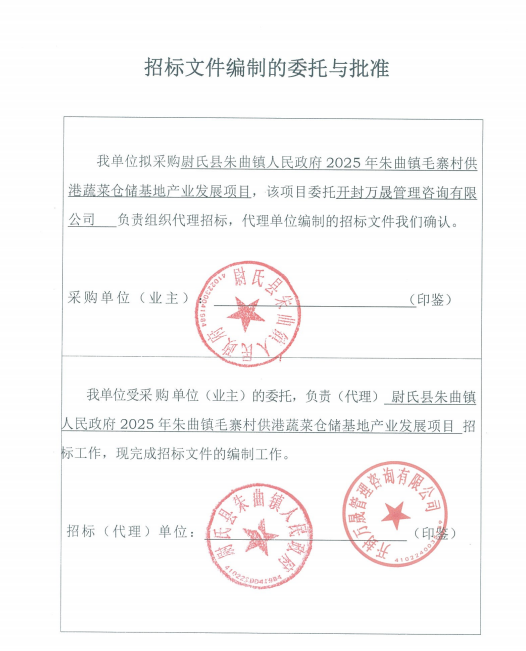 招标文件编制的委托与批准
我单位拟采购尉氏县朱曲镇人民政府 2025 年朱曲镇毛寨村供
港蔬菜仓储基地产业发展项目，该项目委托开封万晟管理咨询有限
公司 负责组织代理招标，代理单位编制的招标文件我们确认。
采购单位（业主）： （印鉴）
尉氏县朱曲镇人民政府
4102230041584
我单位受采购单位（业主）的委托，负责（代理） 尉氏县朱曲镇
人民政府 2025 年朱曲镇毛寨村供港蔬菜仓储基地产业发展项目 招
标工作，现完成招标文件的编制工作。
招标（代理）单位： （印鉴）
尉氏县朱曲镇人民政府
4102230041584
开封万晟管理咨询有限公司